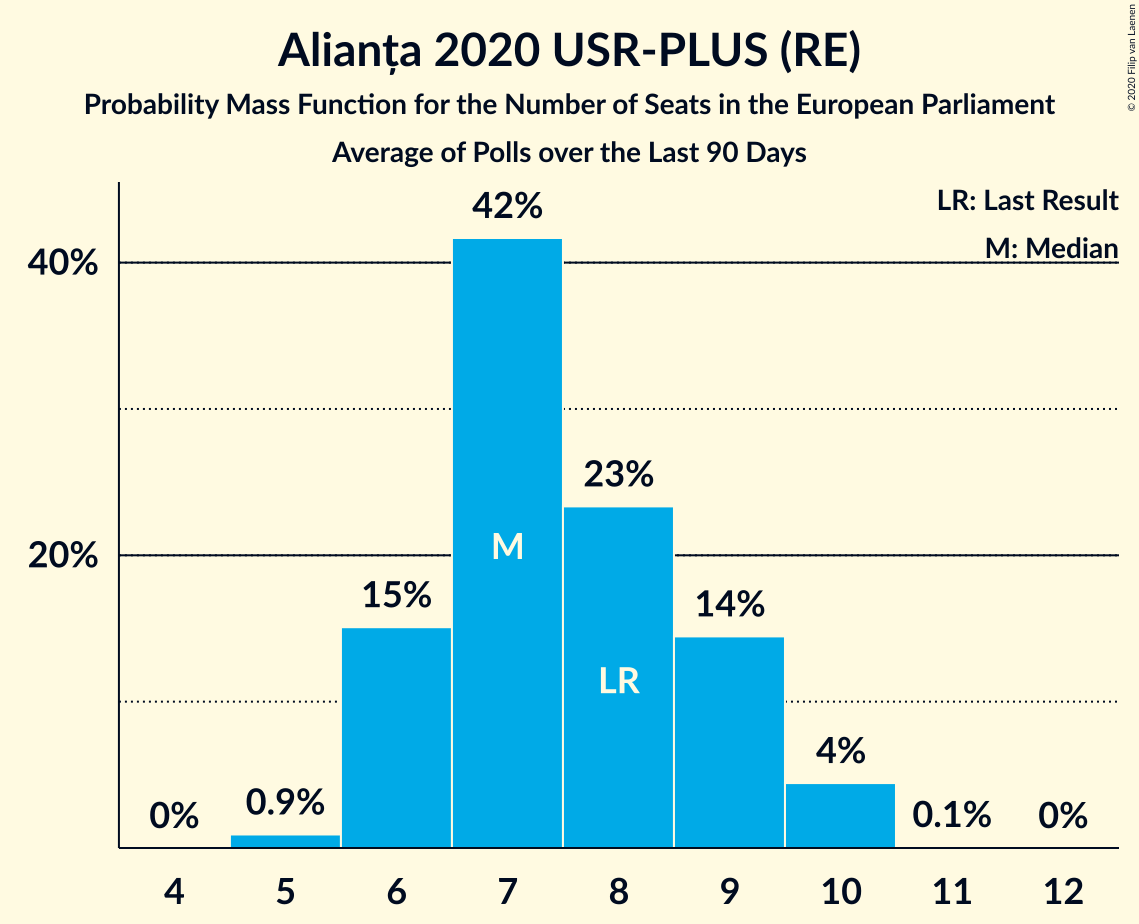 Alianța 2020 USR-PLUS (RE)
Probability Mass Function for the Number of Seats in the European Parliament
Average of Polls over the Last 90 Days
© 2020 Filip van Laenen
LR: Last Result
M: Median
40%
20%
0%
0.9%
15%
42%
23%
14%
4%
0.1%
0%
M
LR
4 5 6 7 8 9 10 11 12